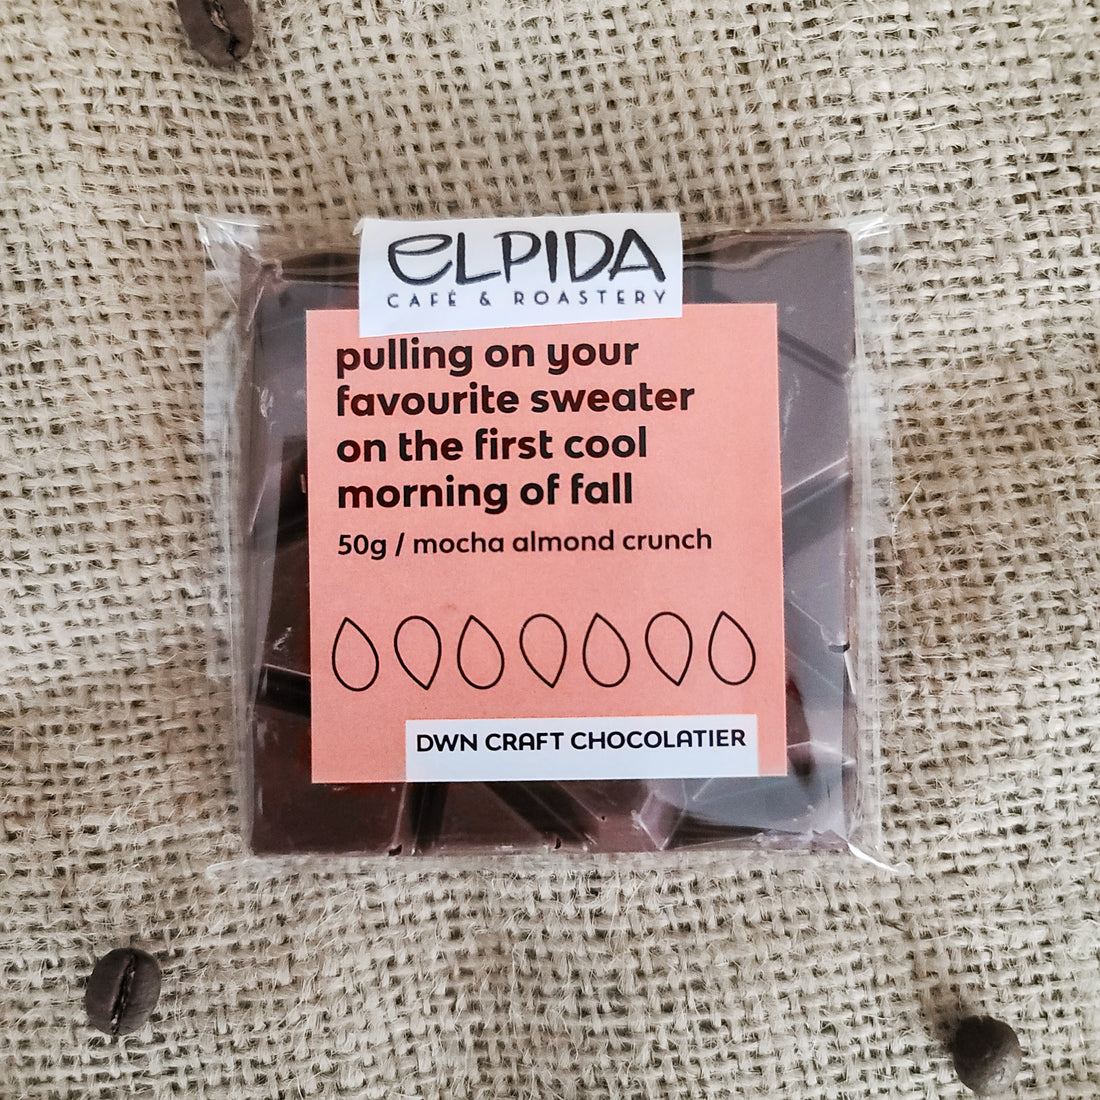 ELPIDA
CAFÉ & ROASTERY
pulling on your
favourite sweater
on the first cool
morning of fall
50g / mocha almond crunch
DWN CRAFT CHOCOLATIER